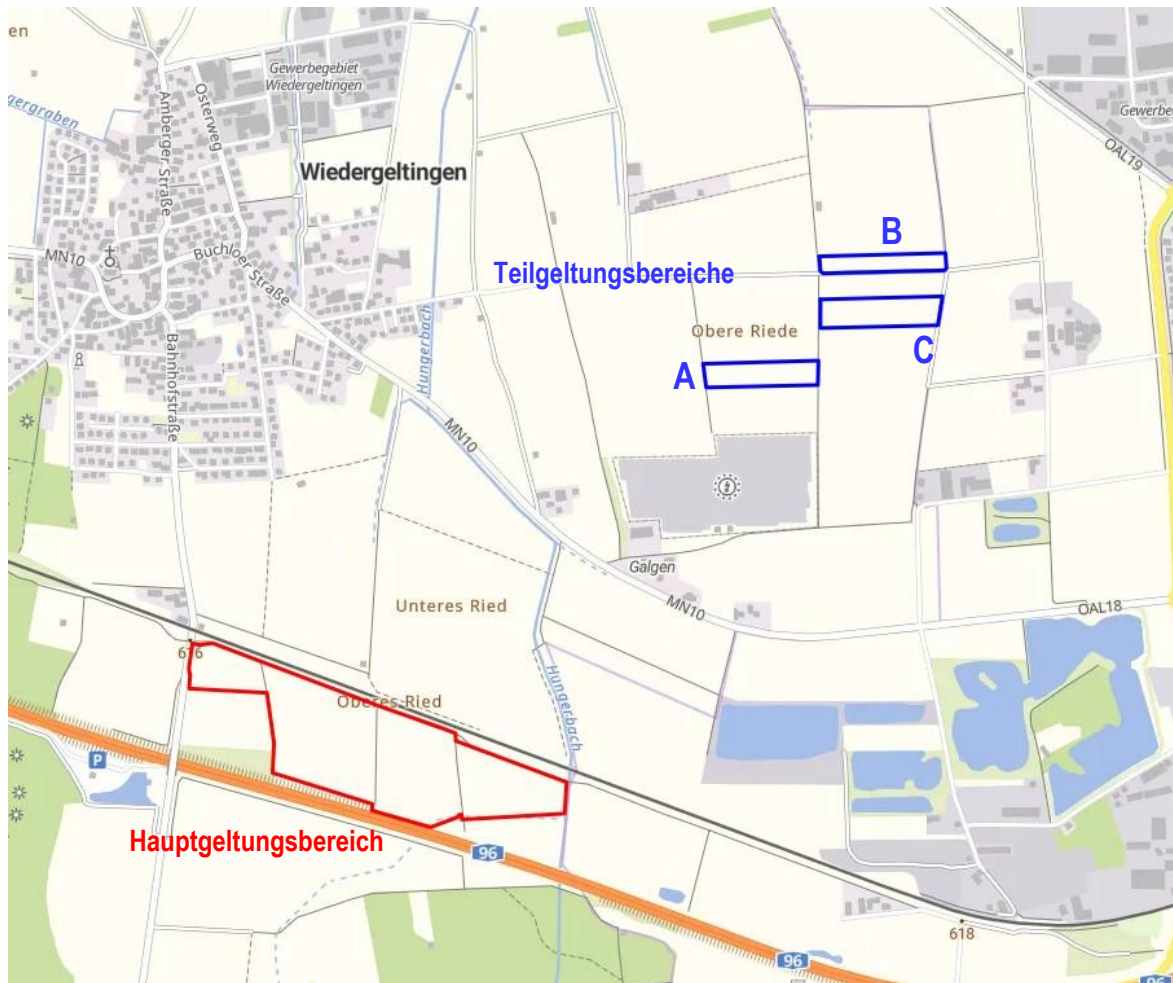 en
Gewerbegebiet
Wiedergeltingen
Osterweg
Amberger Straße
gergraben
Wiedergeltingen
Gewerbe
OAL19
MN10
Buchloer Straße
B
Teilgeltungsbereiche
Hungerbach
Obere Riede
C
A
Bahnhofstraße
MN10
Galgen
MN10
OAL18
Unteres Ried
616
Oberes Ried
Hungerbach
P
Hauptgeltungsbereich
96
618
96
96